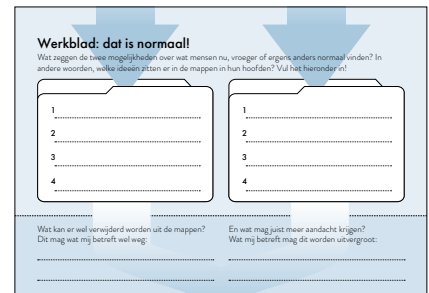 Werkblad: dat is normaal!
Wat zeggen de twee mogelijkheden over wat mensen nu, vroeger of ergens anders normaal vinden? In
andere woorden, welke ideeën zitten er in de mappen in hun hoofden? Vul het hieronder in!
1
2
3
4
1
2
3
4
Wat kan er wel verwijderd worden uit de mappen?
Dit mag wat mij betreft wel weg:
En wat mag juist meer aandacht krijgen?
Wat mij betreft mag dit worden uitvergroot: